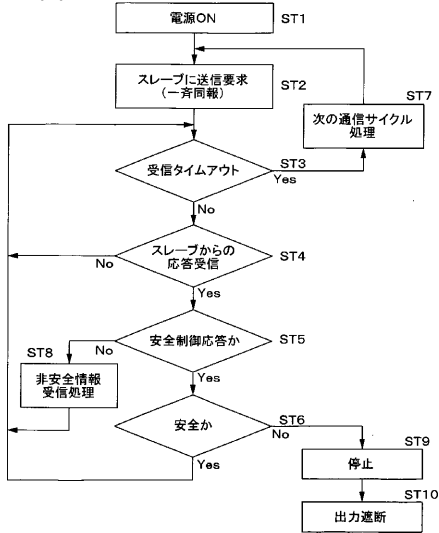 電源ON
ST1
スレーブに送信要求
(一斉同報)
ST2
ST7
次の通信サイクル
処理
受信タイムアウト
ST3
Yes
No
スレーブからの
応答受信
ST4
No
Yes
安全制御応答か
ST5
No
ST8
Yes
非安全情報
受信処理
安全か
ST6
No
Yes
ST9
停止
ST10
出力遮断